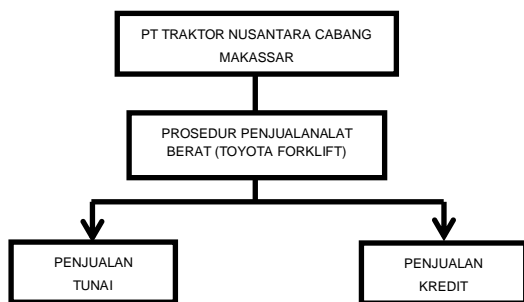 PT TRAKTOR NUSANTARA CABANG
MAKASSAR
PROSEDUR PENJUALANALAT
BERAT (TOYOTA FORKLIFT)
PENJUALAN
TUNAI
PENJUALAN
KREDIT